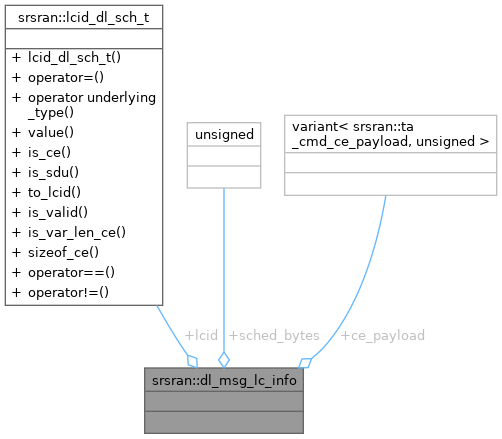 srsran::lcid_dl_sch_t
+ lcid_dl_sch_t()
+ operator=()
+ operator underlying
_type()
+ value()
+ is_ce()
+ is_sdu()
+ to_lcid()
+ is_valid()
+ is_var_len_ce()
+ sizeof_ce()
+ operator==()
+ operator!=()
unsigned
variant< srsran::ta
_cmd_ce_payload, unsigned >
+lcid
+sched_bytes
+ce_payload
srsran::dl_msg_lc_info